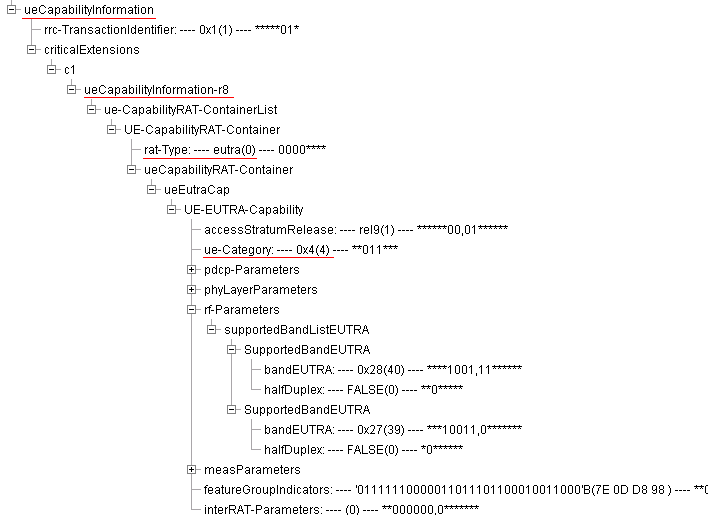 ueCapabilityInformation
rrc-TransactionIdentifier: ---- 0x1(1) ---- *****01*
criticalExtensions
c1
ueCapabilityInformation-r8
ue-CapabilityRAT-ContainerList
UE-CapabilityRAT-Container
rat-Type: ---- eutra(0) ---- 0000****
ueCapabilityRAT-Container
ueEutraCap
UE-EUTRA-Capability
accessStratumRelease: ---- rel9(1) ---- ******00,01******
ue-Category: ---- 0x4(4) ---- **011***
pdcp-Parameters
phyLayerParameters
rf-Parameters
supportedBandListEUTRA
SupportedBandEUTRA
bandEUTRA: ---- 0x28(40) ---- ****1001,11******
halfDuplex: ---- FALSE(0) ---- **0*****
SupportedBandEUTRA
bandEUTRA: ---- 0x27(39) ---- ***10011,0*******
halfDuplex: ---- FALSE(0) ---- *0******
measParameters
featureGroupIndicators: ---- '01111110000011011101100010011000'B(7E 0D D8 98 ) ---- **0
interRAT-Parameters: ---- (0) ---- **000000,0*******